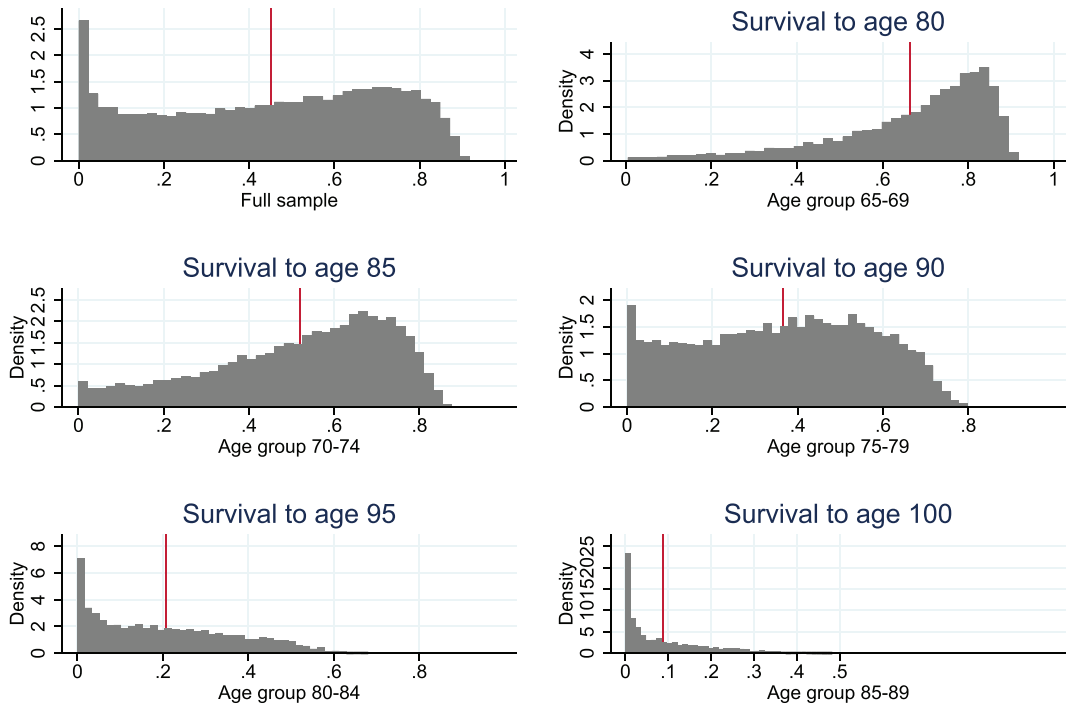 0 .5 1 1.5 2 2.5
0 .2 .4 .6 .8 1
Full sample
Survival to age 80
Density
0 1 2 3 4
0 .2 .4 .6 .8 1
Age group 65-69
Survival to age 85
Density
0 .5 1 1.5 2 2.5
0 .2 .4 .6 .8
Age group 70-74
Survival to age 90
Density
0 .5 1 1.5 2
0 .2 .4 .6 .8
Age group 75-79
Survival to age 95
Density
0 2 4 6 8
0 .2 .4 .6 .8
Age group 80-84
Survival to age 100
Density
0 5 10 15 20 25
0 .1 .2 .3 .4 .5
Age group 85-89